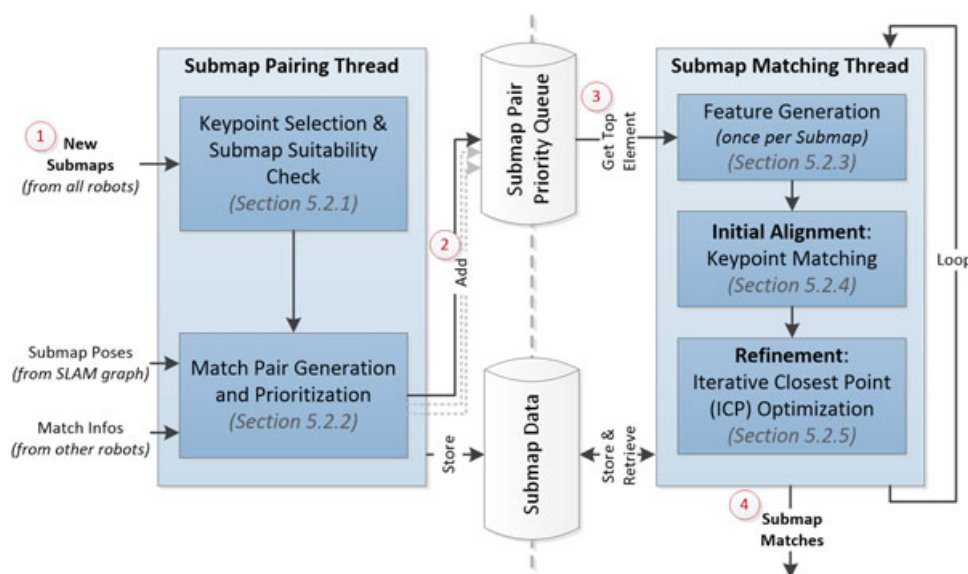 Submap Pairing Thread
1
New
Submaps
(from all robots)
Keypoint Selection &
Submap Suitability
Check
(Section 5.2.1)
Submap Poses
(from SLAM graph)
Match Infos
(from other robots)
Match Pair Generation
and Prioritization
(Section 5.2.2)
2
Add
Store
Submap Pair
Priority Queue
Submap Data
3
Get Top
Element
Store &
Retrieve
Submap Matching Thread
Feature Generation
(once per Submap)
(Section 5.2.3)
Initial Alignment:
Keypoint Matching
(Section 5.2.4)
Refinement:
Iterative Closest Point
(ICP) Optimization
(Section 5.2.5)
Loop
4
Submap
Matches